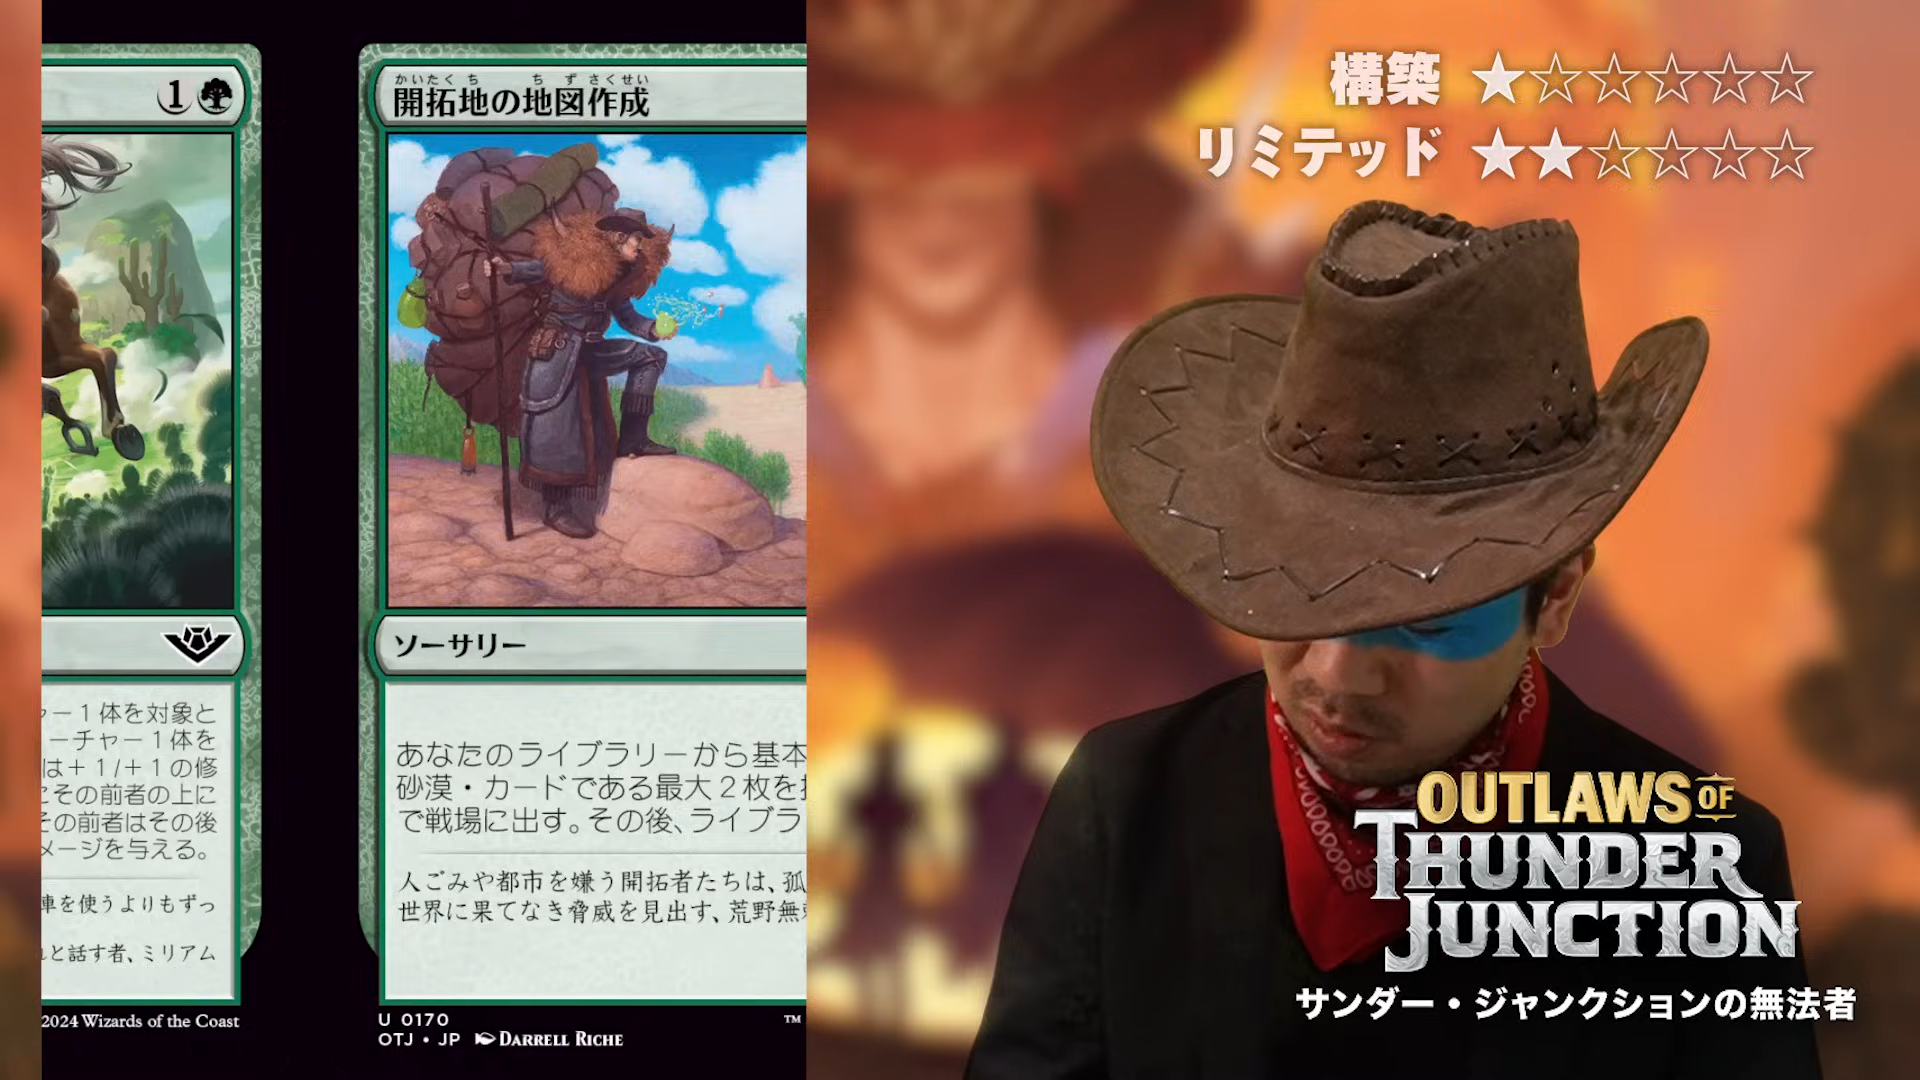 1
ー1体を対象と
ーチャー1体を
は+1/+1の修
その前者の上に
その前者はその後
メージを与える。
車を使うよりもずっ
と話す者、ミリアム
2024 Wizards of the Coast
かいたくち ちずさくせい
開拓地の地図作成
ソーサリー
あなたのライブラリーから基本
砂漠・カードである最大2枚を
で戦場に出す。その後、ライブラ
人ごみや都市を嫌う開拓者たちは、孤
世界に果てなき脅威を見出す、荒野無
U 0170
OTJ・JP DARRELL RICHE
™
構築 ★☆☆☆☆☆
リミテッド ★★☆☆☆☆
OUTLAWS OF
THUNDER
JUNCTION
サンダー・ジャンクションの無法者